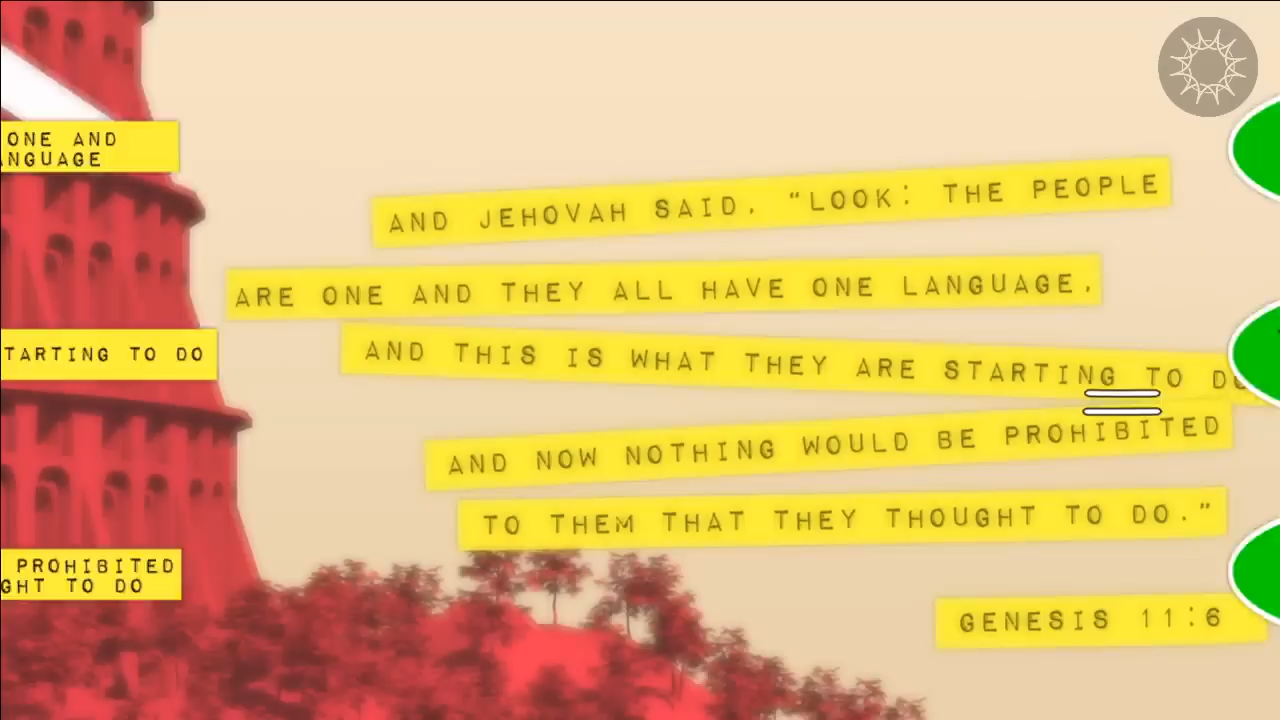 ONE AND
ANGUAGE
TARTING TO DO
PROHIBITED
GHT TO DO
AND JEHOVAH SAID, "LOOK: THE PEOPLE
ARE ONE AND THEY ALL HAVE ONE LANGUAGE,
AND THIS IS WHAT THEY ARE STARTING TO DO
AND NOW NOTHING WOULD BE PROHIBITED
TO THEM THAT THEY THOUGHT TO DO."
GENESIS 11:6